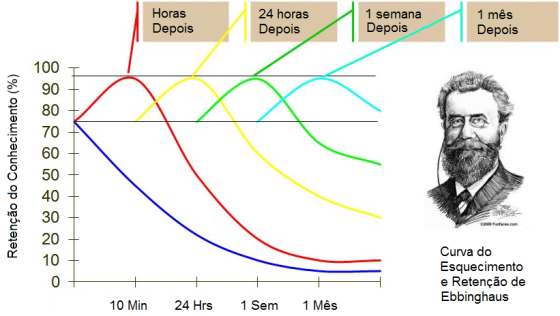 Horas
Depois
24 horas
Depois
1 semana
Depois
1 mês
Depois
Retenção do Conhecimento (%)
100
90
80
70
60
50
40
30
20
10
0
10 Min
24 Hrs
1 Sem
1 Mês
Curva do
Esquecimento
e Retenção de
Ebbinghaus